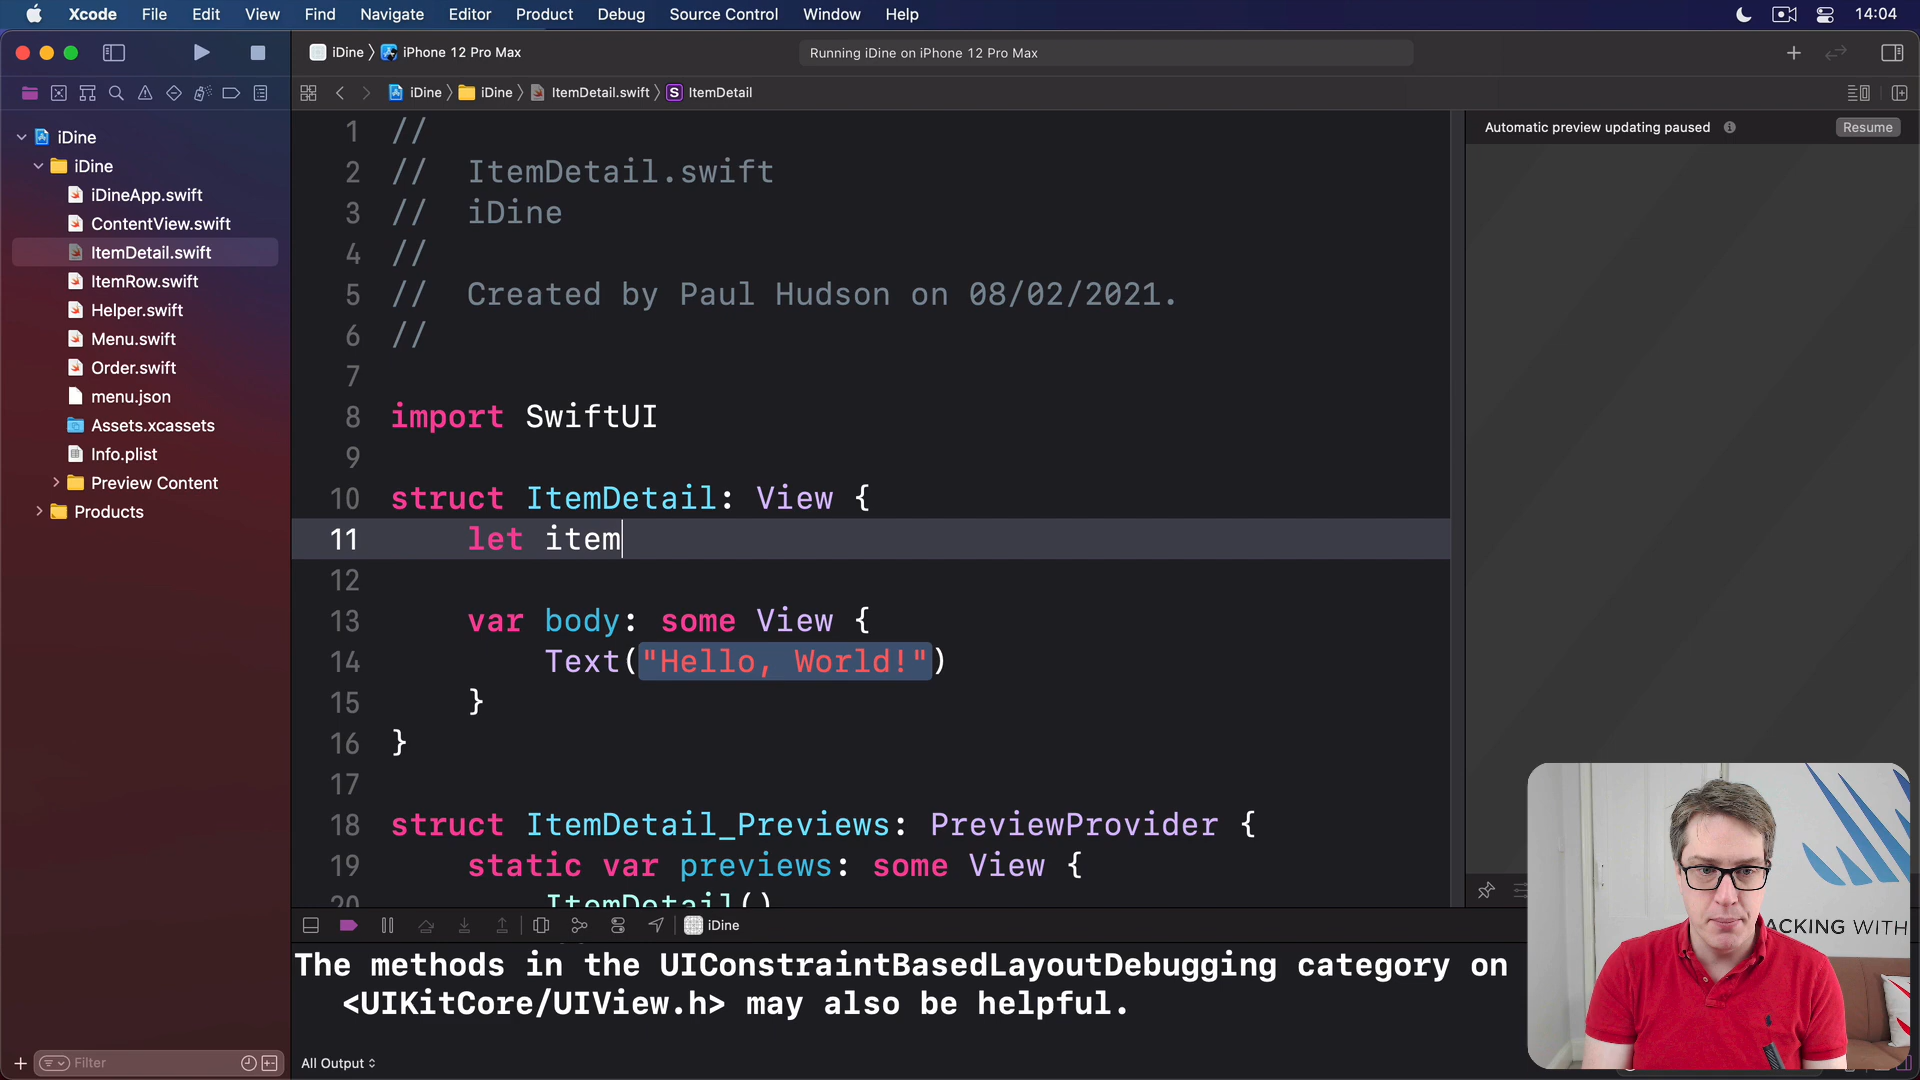 Xcode File Edit View Find Navigate Editor Product Debug Source Control Window Help 14:04
iDine iPhone 12 Pro Max Running iDine on iPhone 12 Pro Max
iDine iDine ItemDetail.swift S ItemDetail
Automatic preview updating paused Resume
iDine
iDine
iDineApp.swift
ContentView.swift
ItemDetail.swift
ItemRow.swift
Helper.swift
Menu.swift
Order.swift
menu.json
Assets.xcassets
Info.plist
Preview Content
Products
Filter
1 //
2 //  ItemDetail.swift
3 //  iDine
4 //
5 //  Created by Paul Hudson on 08/02/2021.
6 //
7
8 import SwiftUI
9
10 struct ItemDetail: View {
11     let item
12
13     var body: some View {
14         Text("Hello, World!")
15     }
16 }
17
18 struct ItemDetail_Previews: PreviewProvider {
19     static var previews: some View {
20         ItemDetail()
iDine
The methods in the UIConstraintBasedLayoutDebugging category on
<UIKitCore/UIView.h> may also be helpful.
All Output
ACKING WITH